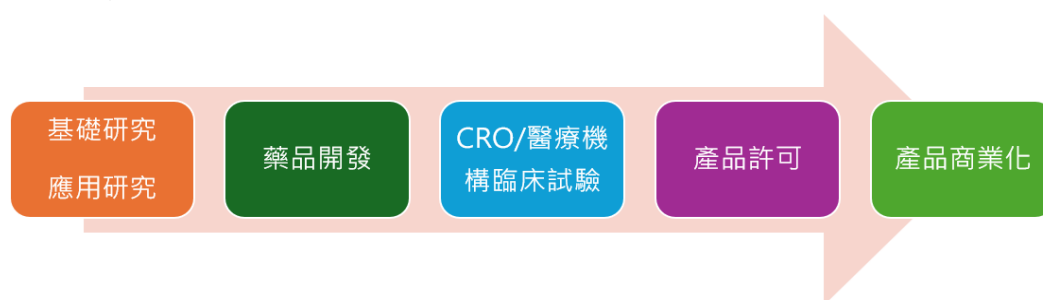 基礎研究
應用研究
藥品開發
CRO/醫療機
構臨床試驗
產品許可
產品商業化